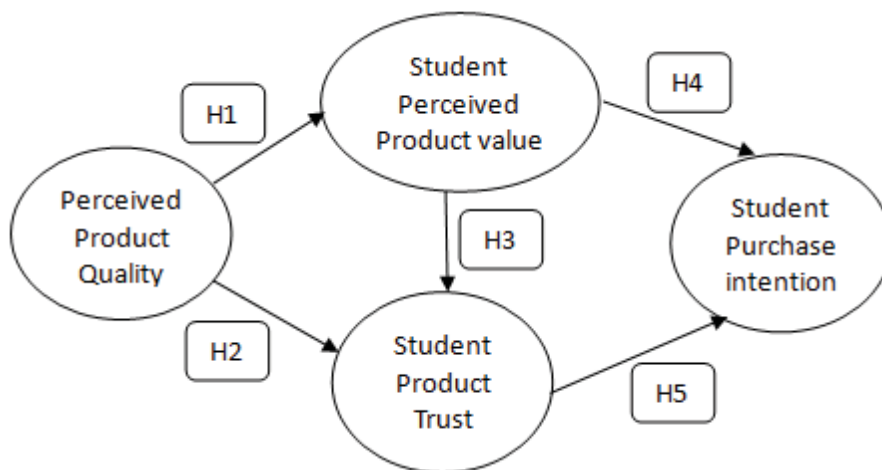 Student
Perceived
Product value
H4
H1
Perceived
Product
Quality
Student
Purchase
intention
H3
H2
Student
Product
Trust
H5